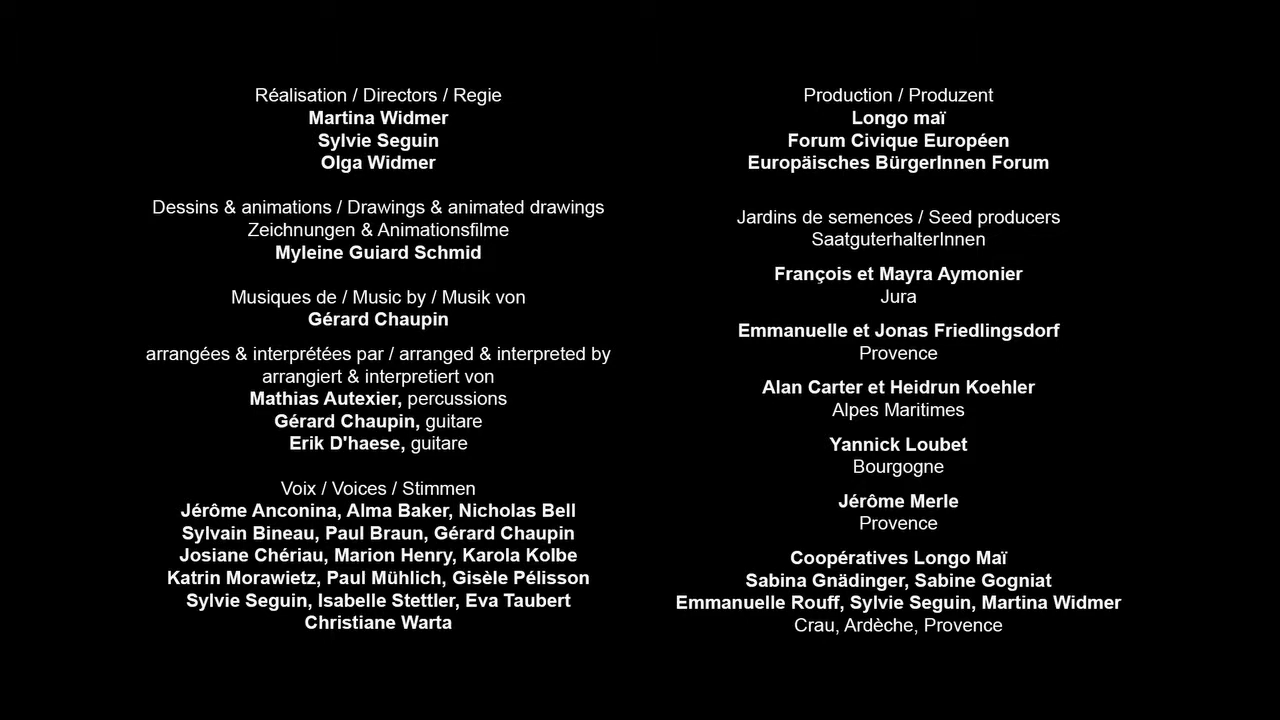 Réalisation / Directors / Regie
Martina Widmer
Sylvie Seguin
Olga Widmer
Dessins & animations / Drawings & animated drawings
Zeichnungen & Animationsfilme
Myleine Guiard Schmid
Musiques de / Music by / Musik von
Gérard Chaupin
arrangées & interprétées par / arranged & interpreted by
arrangiert & interpretiert von
Mathias Autexier, percussions
Gérard Chaupin, guitare
Erik D'haese, guitare
Voix / Voices / Stimmen
Jérôme Anconina, Alma Baker, Nicholas Bell
Sylvain Bineau, Paul Braun, Gérard Chaupin
Josiane Chériau, Marion Henry, Karola Kolbe
Katrin Morawietz, Paul Mühlich, Gisèle Pélisson
Sylvie Seguin, Isabelle Stettler, Eva Taubert
Christiane Warta
Production / Produzent
Longo maï
Forum Civique Européen
Europäisches BürgerInnen Forum
Jardins de semences / Seed producers
SaatguterhalterInnen
François et Mayra Aymonier
Jura
Emmanuelle et Jonas Friedlingsdorf
Provence
Alan Carter et Heidrun Koehler
Alpes Maritimes
Yannick Loubet
Bourgogne
Jérôme Merle
Provence
Coopératives Longo Maï
Sabina Gnädinger, Sabine Gogniat
Emmanuelle Rouff, Sylvie Seguin, Martina Widmer
Crau, Ardèche, Provence